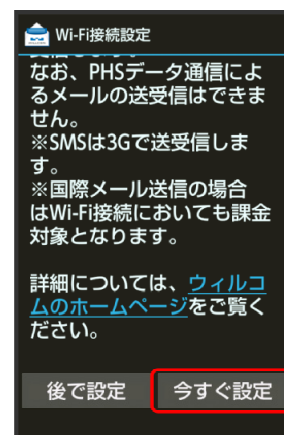 Wi-Fi接続設定
なお、PHSデータ通信によ
るメールの送受信はできま
せん。
※SMSは3Gで送受信しま
す。
※国際メール送信の場合
はWi-Fi接続においても課金
対象となります。
詳細については、ウィルコ
ムのホームページをご覧く
ださい。
後で設定
今すぐ設定